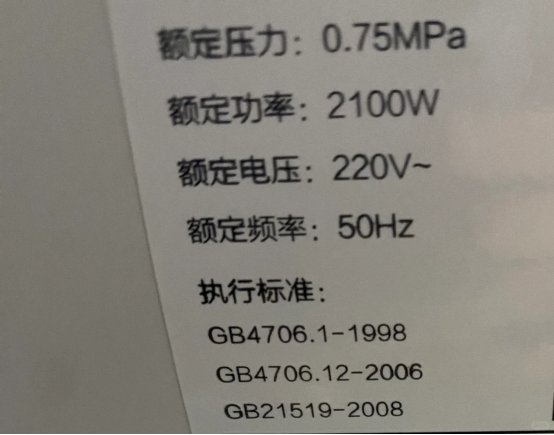 额定压力：0.75MPa
额定功率：2100W
额定电压：220V~
额定频率：50Hz
执行标准：
GB4706.1-1998
GB4706.12-2006
GB21519-2008